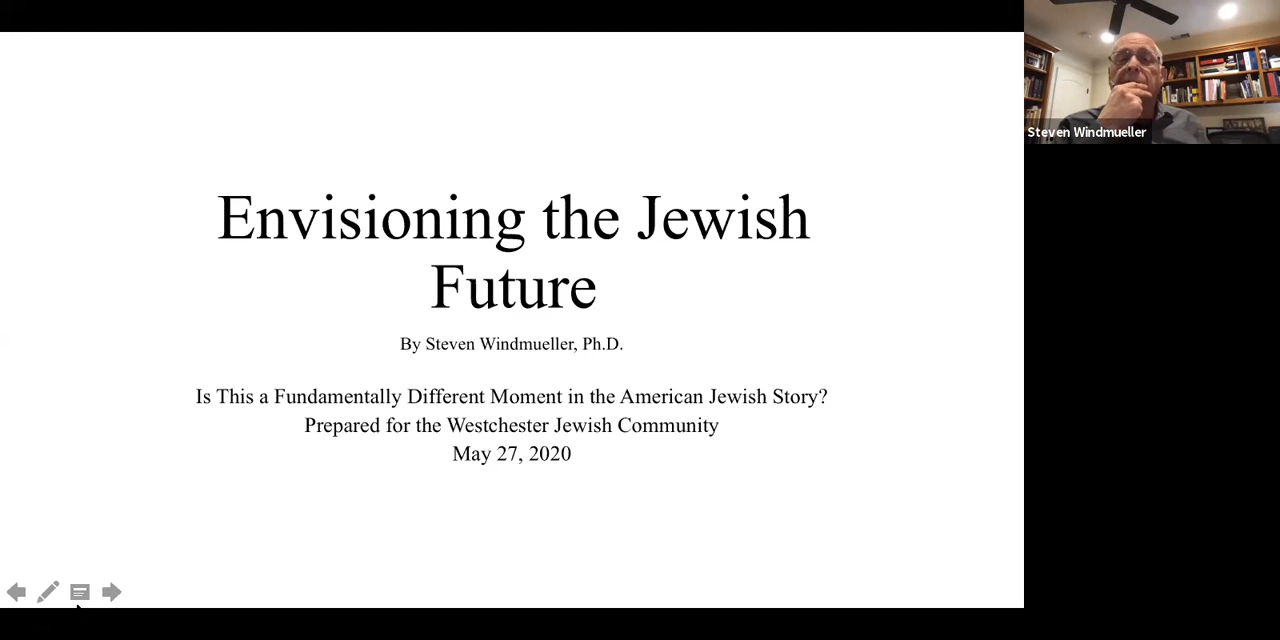 Envisioning the Jewish
Future
By Steven Windmueller, Ph.D.
Is This a Fundamentally Different Moment in the American Jewish Story?
Prepared for the Westchester Jewish Community
May 27, 2020
Steven Windmueller